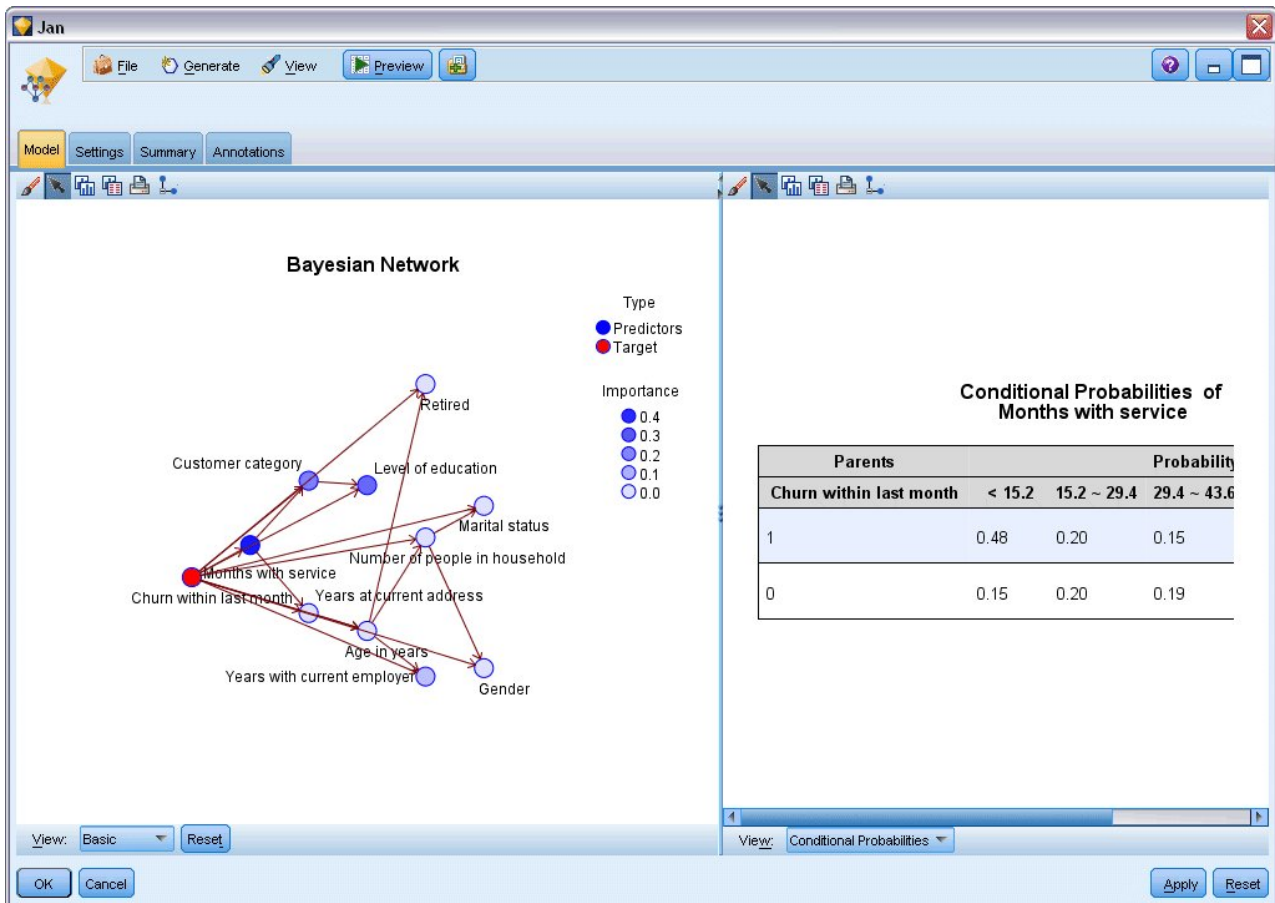 Jan
File Generate View Preview
Model Settings Summary Annotations
Bayesian Network
Type
Predictors
Target
Importance
0.4
0.3
0.2
0.1
0.0
Retired
Customer category
Level of education
Marital status
Number of people in household
Months with service
Churn within last month
Years at current address
Age in years
Years with current employer
Gender
View: Basic Reset
Conditional Probabilities of
Months with service
Parents Probability
Churn within last month < 15.2 15.2 ~ 29.4 29.4 ~ 43.6
1 0.48 0.20 0.15
0 0.15 0.20 0.19
View: Conditional Probabilities
OK Cancel Apply Reset